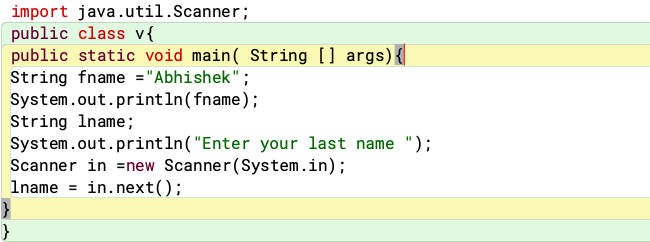 import java.util.Scanner;
public class v{
public static void main( String [] args){
String fname ="Abhishek";
System.out.println(fname);
String lname;
System.out.println("Enter your last name ");
Scanner in =new Scanner(System.in);
lname = in.next();
}
}